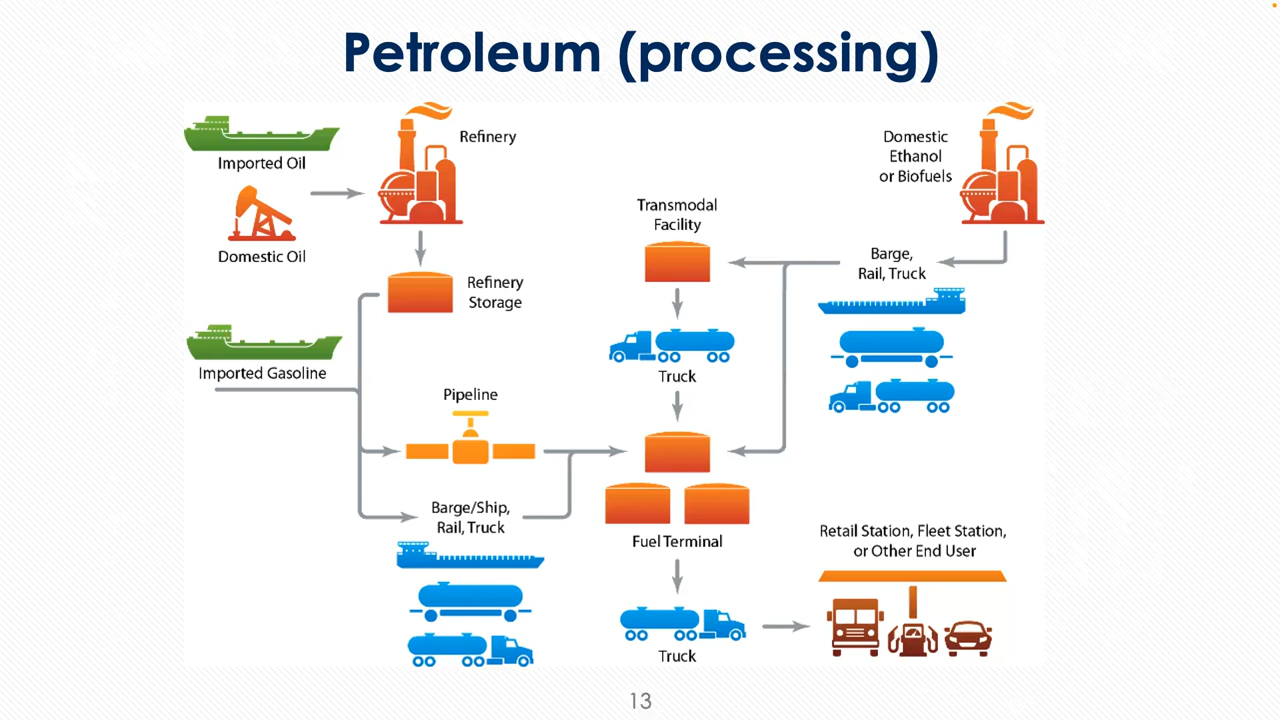 Petroleum (processing)
Imported Oil
Domestic Oil
Refinery
Refinery
Storage
Imported Gasoline
Pipeline
Barge/Ship,
Rail, Truck
Transmodal
Facility
Truck
Fuel Terminal
Truck
Domestic
Ethanol
or Biofuels
Barge,
Rail, Truck
Retail Station, Fleet Station,
or Other End User
13